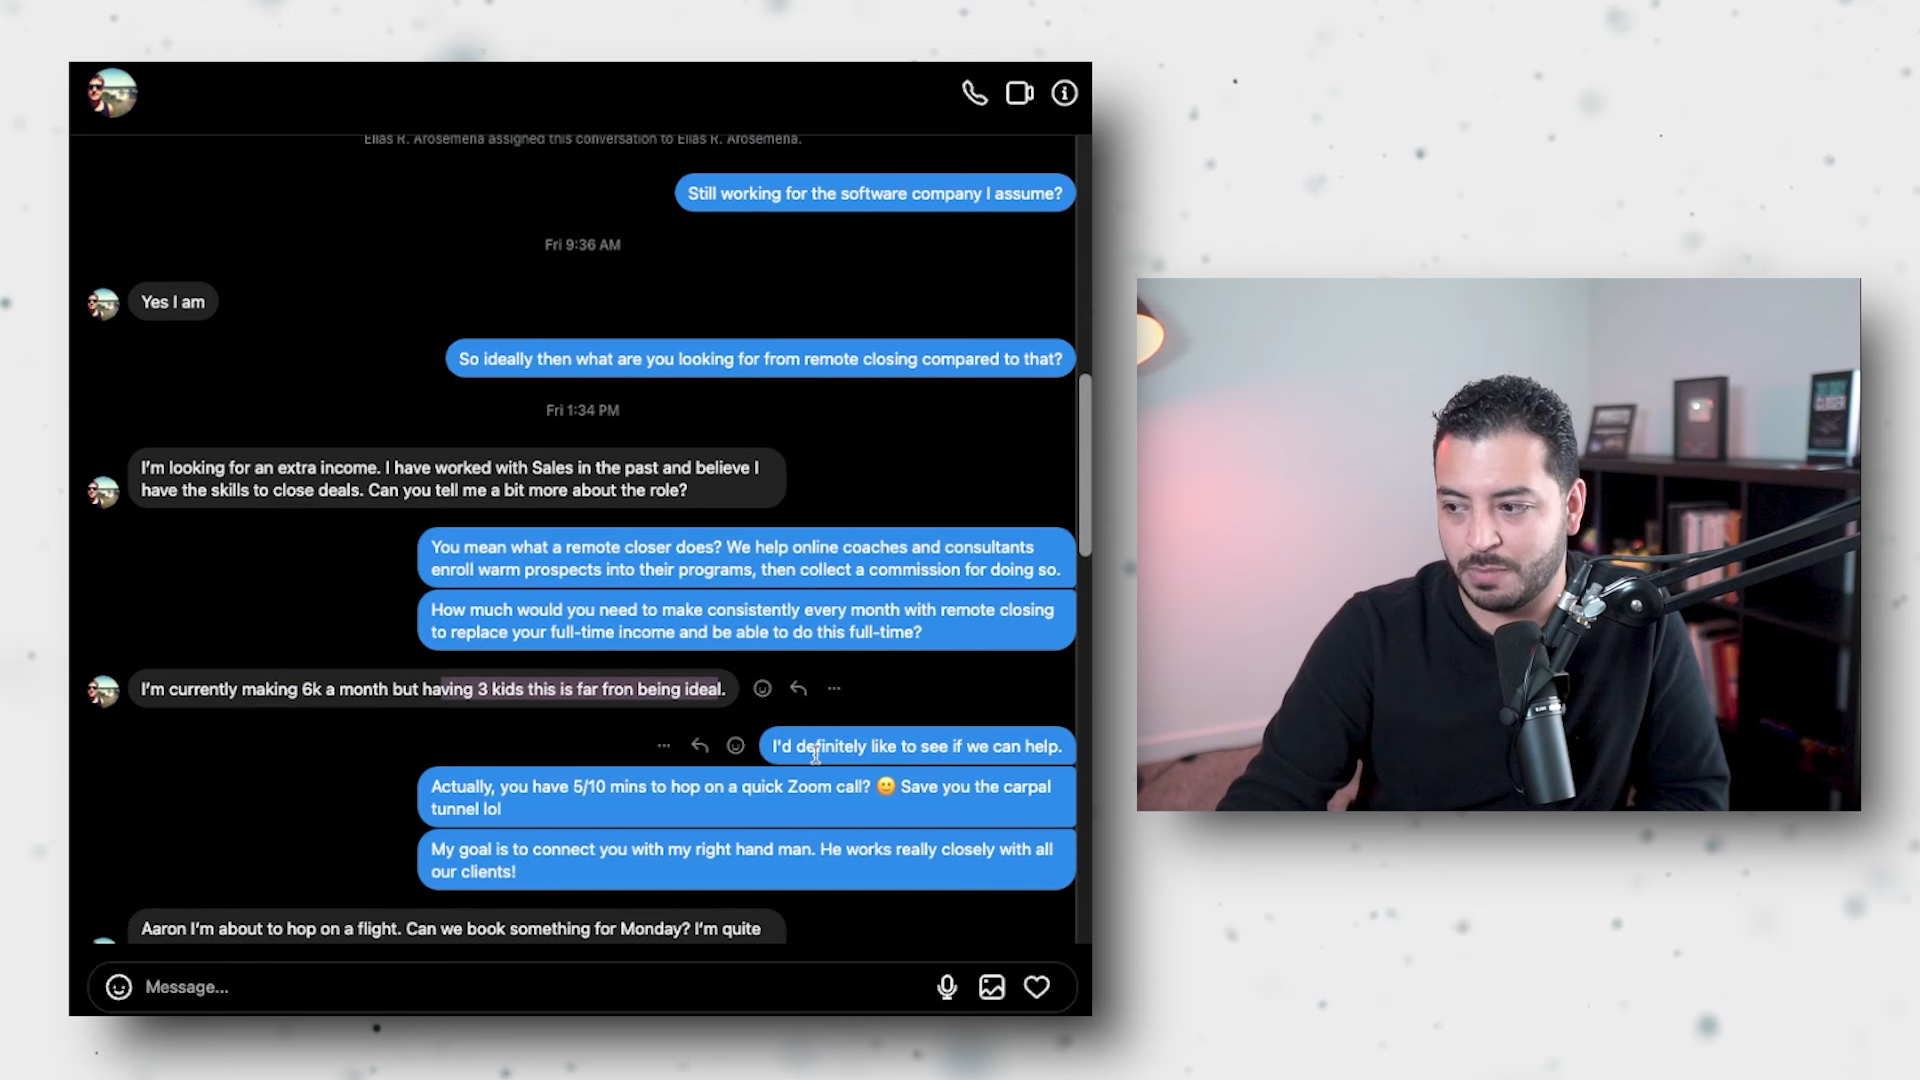 Elias R. Arosemena assigned this conversation to Elias R. Arosemena.
Still working for the software company I assume?
Fri 9:36 AM
Yes I am
So ideally then what are you looking for from remote closing compared to that?
Fri 1:34 PM
I'm looking for an extra income. I have worked with Sales in the past and believe I
have the skills to close deals. Can you tell me a bit more about the role?
You mean what a remote closer does? We help online coaches and consultants
enroll warm prospects into their programs, then collect a commission for doing so.
How much would you need to make consistently every month with remote closing
to replace your full-time income and be able to do this full-time?
I'm currently making 6k a month but having 3 kids this is far fron being ideal.
I'd definitely like to see if we can help.
Actually, you have 5/10 mins to hop on a quick Zoom call? 🙂 Save you the carpal
tunnel lol
My goal is to connect you with my right hand man. He works really closely with all
our clients!
Aaron I'm about to hop on a flight. Can we book something for Monday? I'm quite
Message...
CLOSER